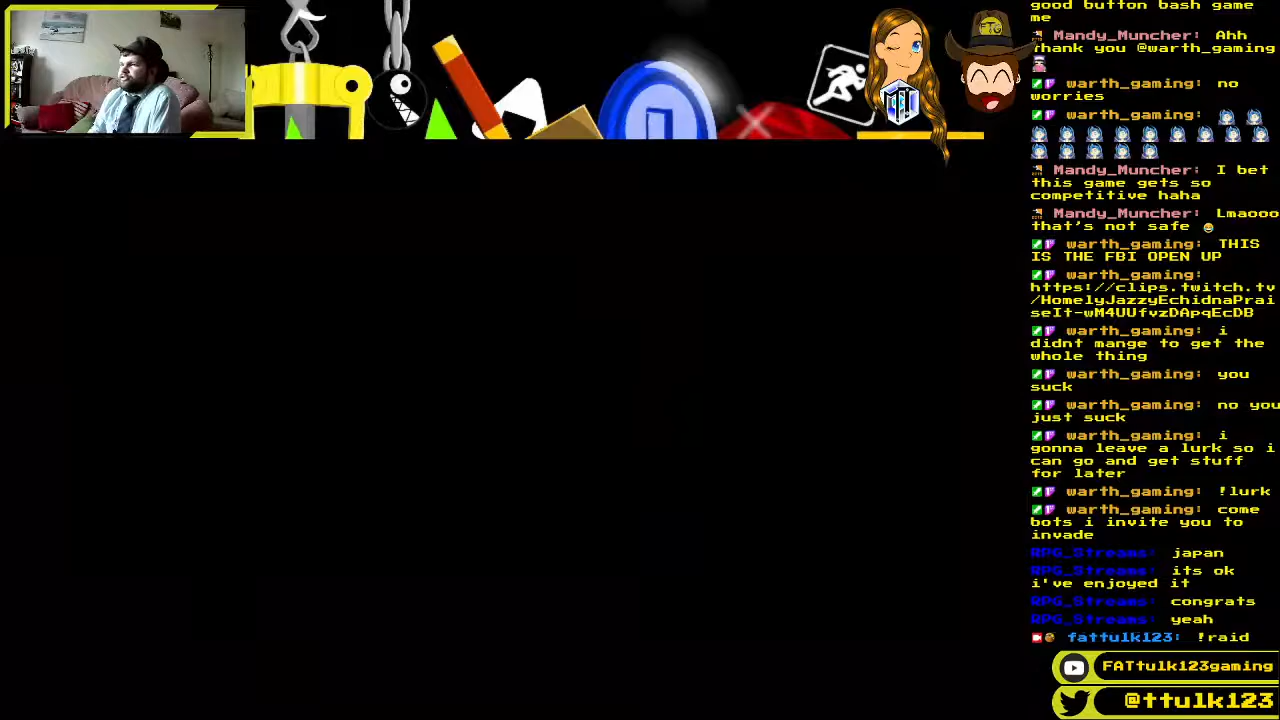 good button bash game
me
Mandy_Muncher: Ahh
thank you @warth_gaming
warth_gaming: no
worries
warth_gaming:
Mandy_Muncher: I bet
this game gets so
competitive haha
Mandy_Muncher: Lmaooo
that's not safe
warth_gaming: THIS
IS THE FBI OPEN UP
warth_gaming:
https://clips.twitch.tv
/HomelyJazzyEchidnaPrai
seIt-wM4UUfvzDApqEcDB
warth_gaming: i
didnt mange to get the
whole thing
warth_gaming: you
suck
warth_gaming: no you
just suck
warth_gaming: i
gonna leave a lurk so i
can go and get stuff
for later
warth_gaming: !lurk
warth_gaming: come
bots i invite you to
invade
RPG_Streams: japan
RPG_Streams: its ok
i've enjoyed it
RPG_Streams: congrats
RPG_Streams: yeah
fattulk123: !raid
FATtulk123gaming
@ttulk123